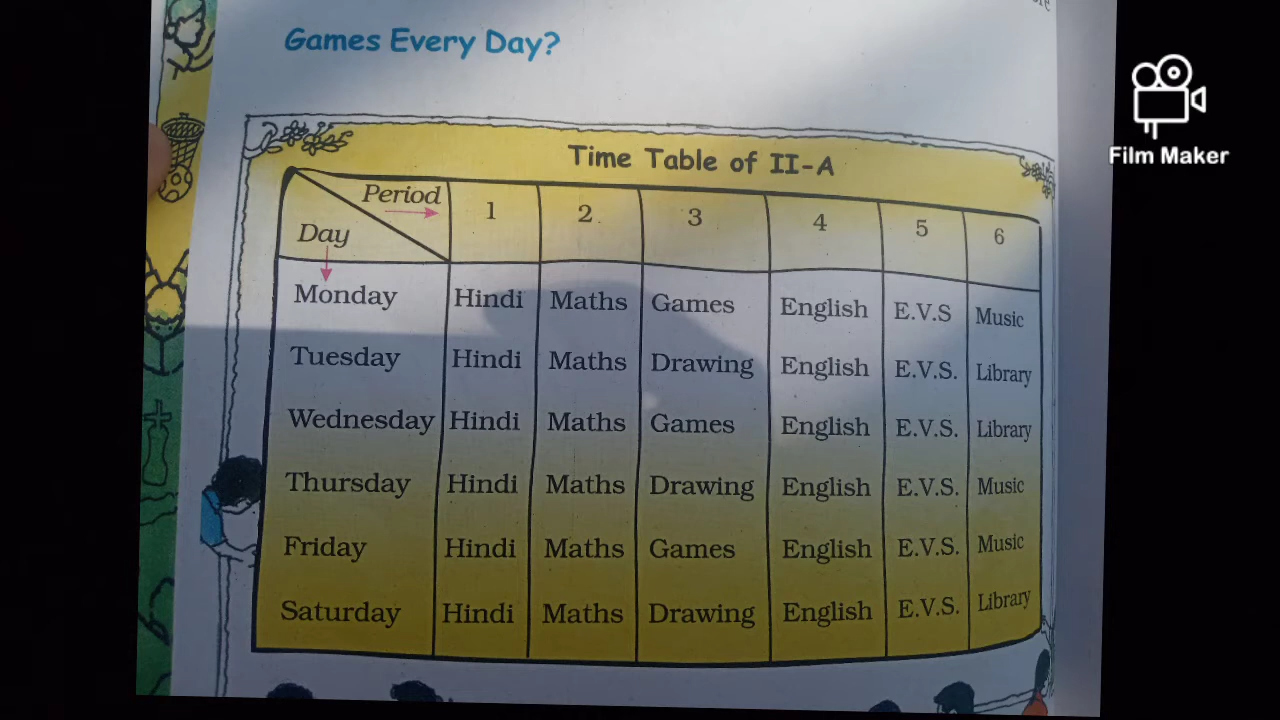 Games Every Day?
Film Maker
Time Table of II-A
Period 1 2 3 4 5 6
Day
Monday Hindi Maths Games English E.V.S Music
Tuesday Hindi Maths Drawing English E.V.S. Library
Wednesday Hindi Maths Games English E.V.S. Library
Thursday Hindi Maths Drawing English E.V.S. Music
Friday Hindi Maths Games English E.V.S. Music
Saturday Hindi Maths Drawing English E.V.S. Library